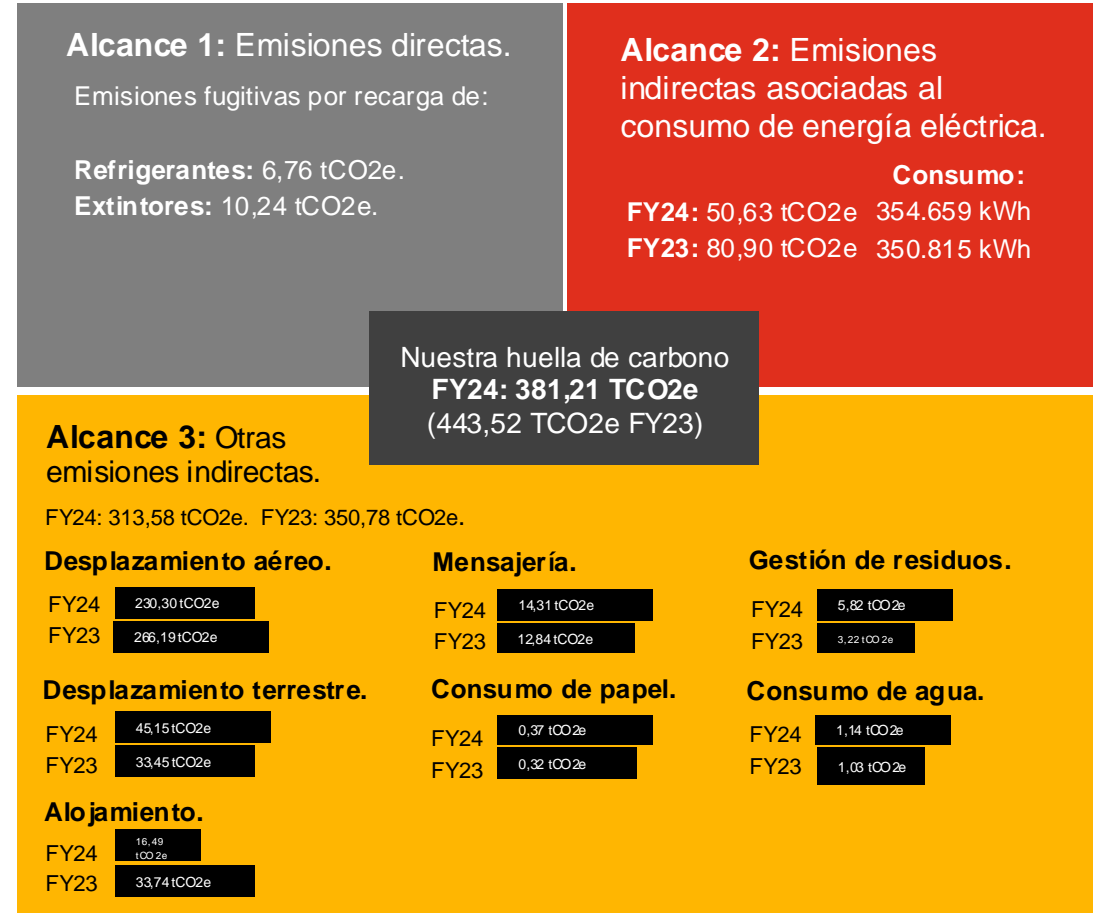 Alcance 1: Emisiones directas.
Emisiones fugitivas por recarga de:
Refrigerantes: 6,76 tCO2e.
Extintores: 10,24 tCO2e.
Alcance 2: Emisiones
indirectas asociadas al
consumo de energía eléctrica.
Consumo:
FY24: 50,63 tCO2e 354.659 kWh
FY23: 80,90 tCO2e 350.815 kWh
Nuestra huella de carbono
FY24: 381,21 TCO2e
(443,52 TCO2e FY23)
Alcance 3: Otras
emisiones indirectas.
FY24: 313,58 tCO2e. FY23: 350,78 tCO2e.
Desplazamiento aéreo.
FY24 230,30 tCO2e
FY23 266,19 tCO2e
Mensajería.
FY24 14,31 tCO2e
FY23 12,84 tCO2e
Gestión de residuos.
FY24 5,82 tCO2e
FY23 3,22 tCO2e
Desplazamiento terrestre.
FY24 45,15 tCO2e
FY23 33,45 tCO2e
Consumo de papel.
FY24 0,37 tCO2e
FY23 0,32 tCO2e
Consumo de agua.
FY24 1,14 tCO2e
FY23 1,03 tCO2e
Alojamiento.
FY24 16,49
tCO2e
FY23 33,74 tCO2e